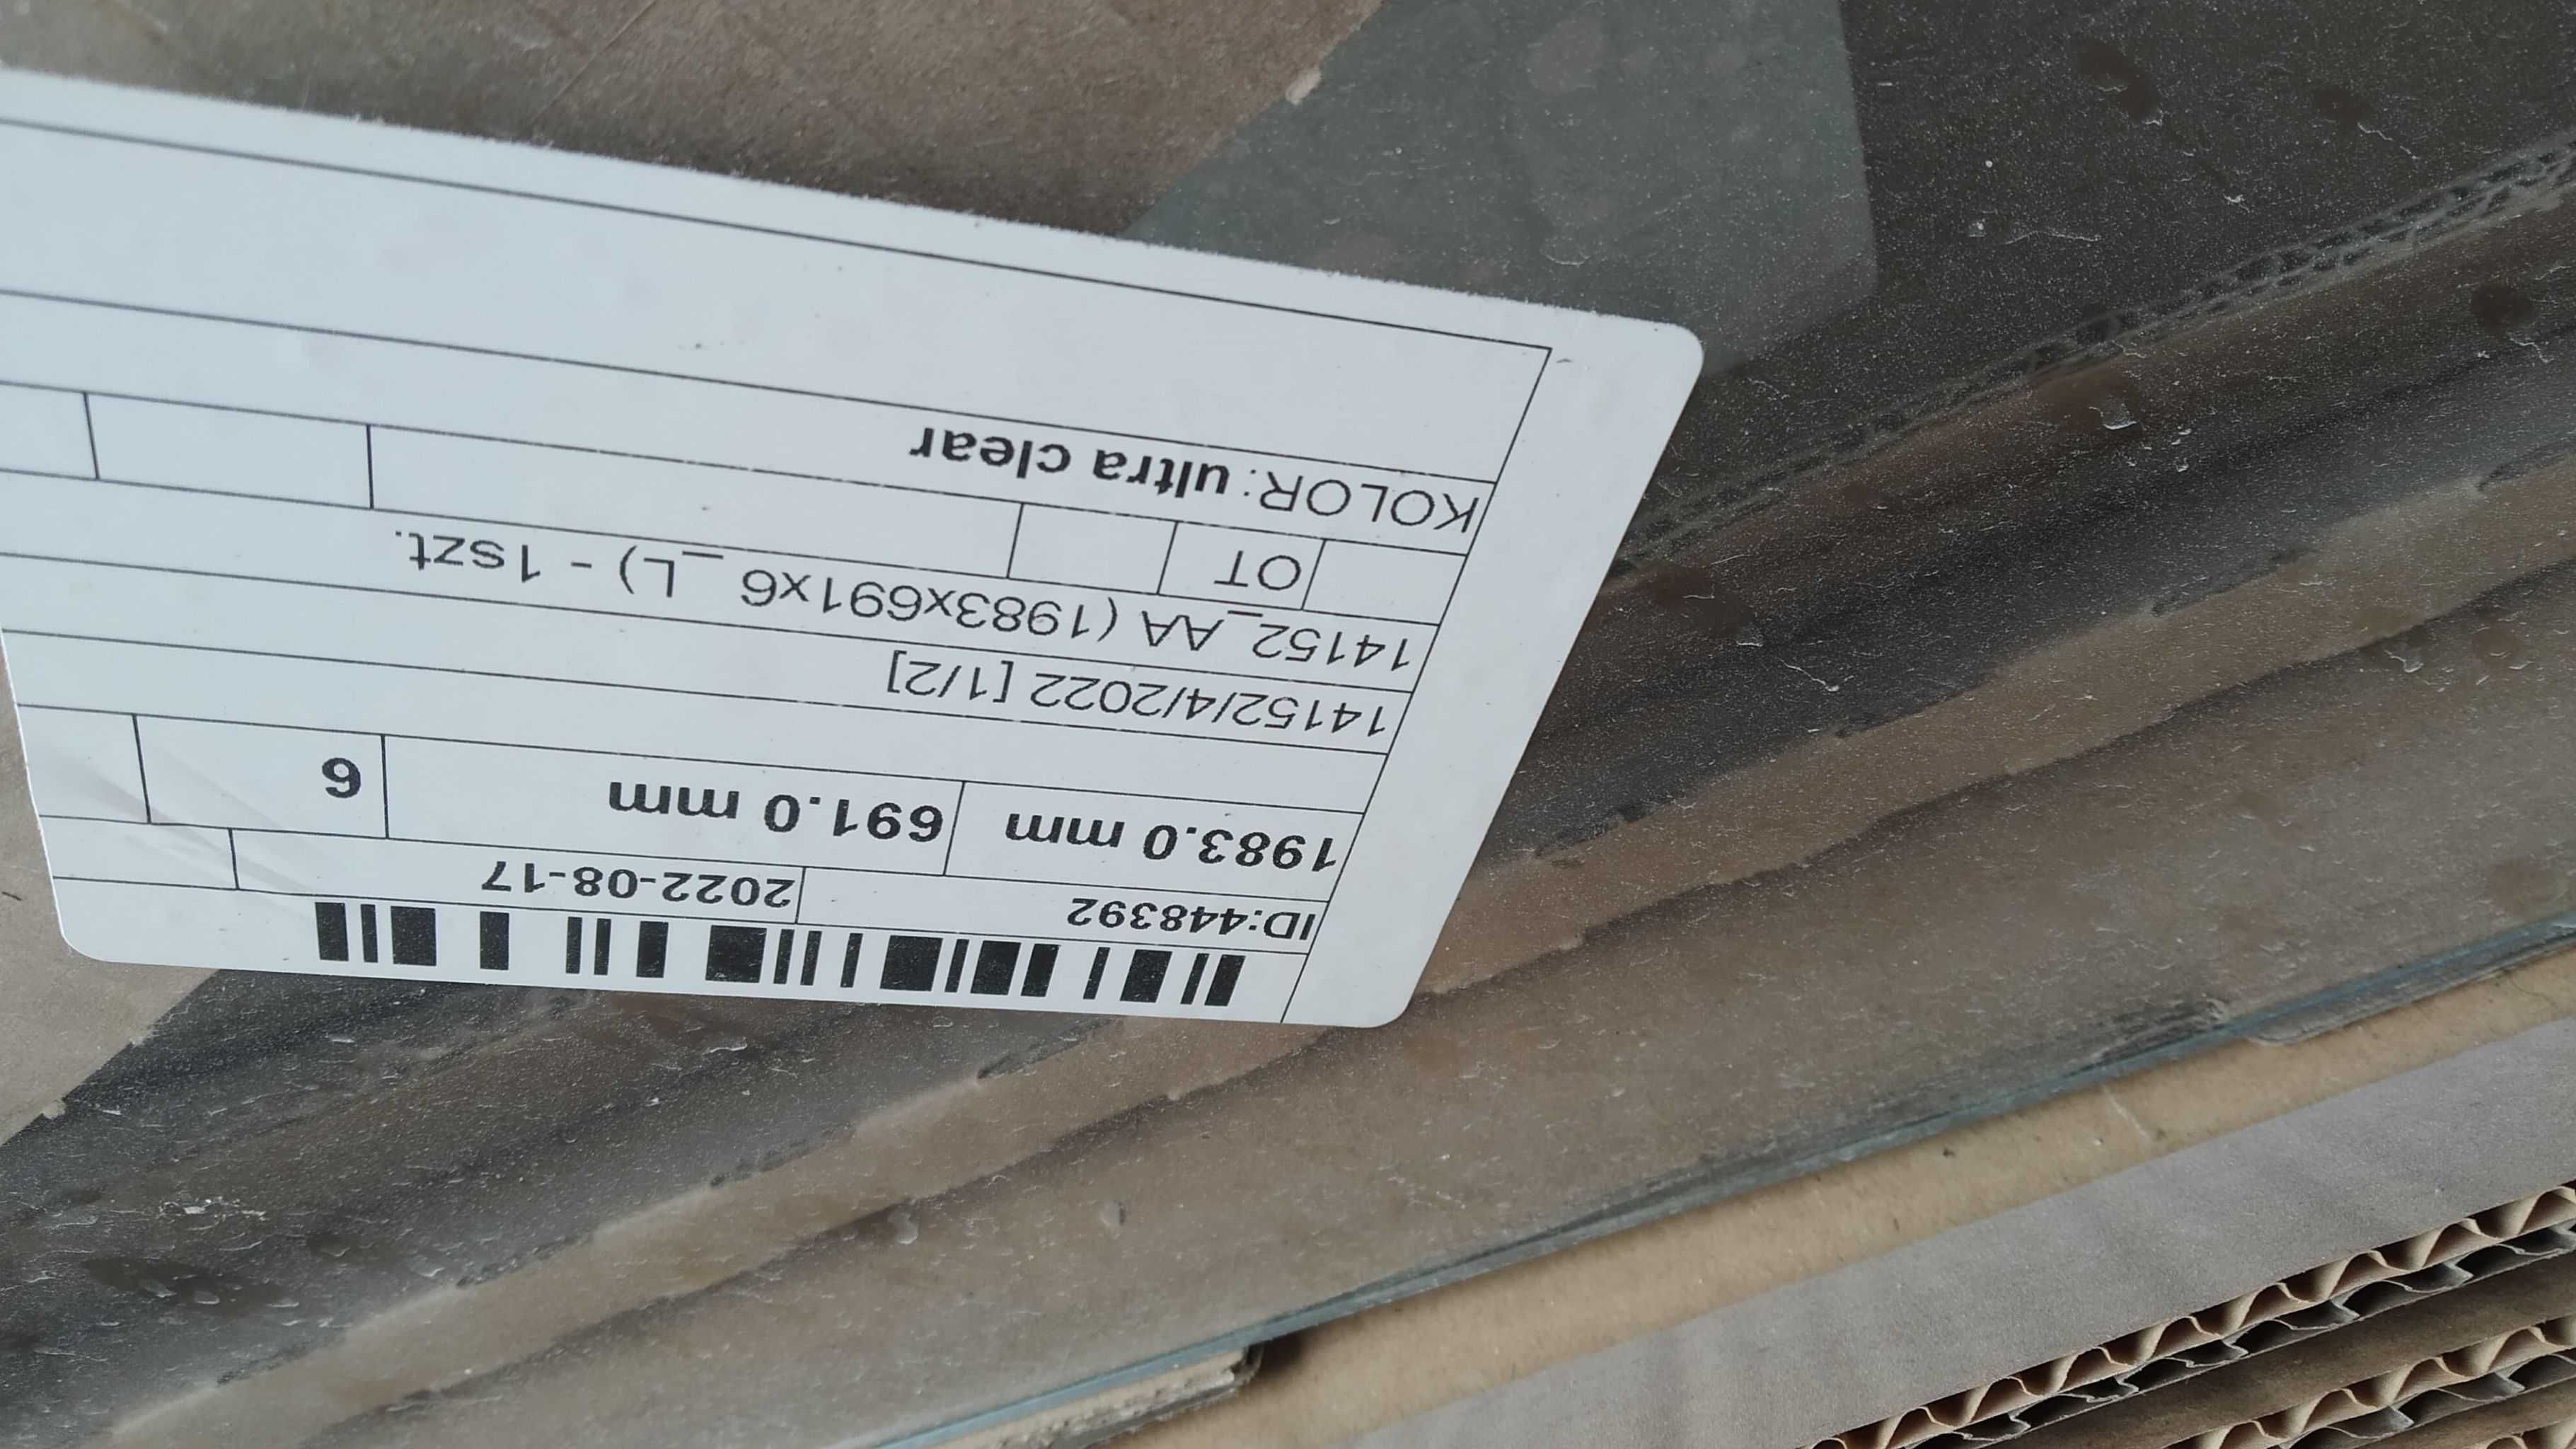 ID:448392 2022-08-17
1983.0 mm 691.0 mm 6
14152/4/2022 [1/2]
14152_AA (1983x691x6 _L) - 1szt.
OT
KOLOR: ultra clear